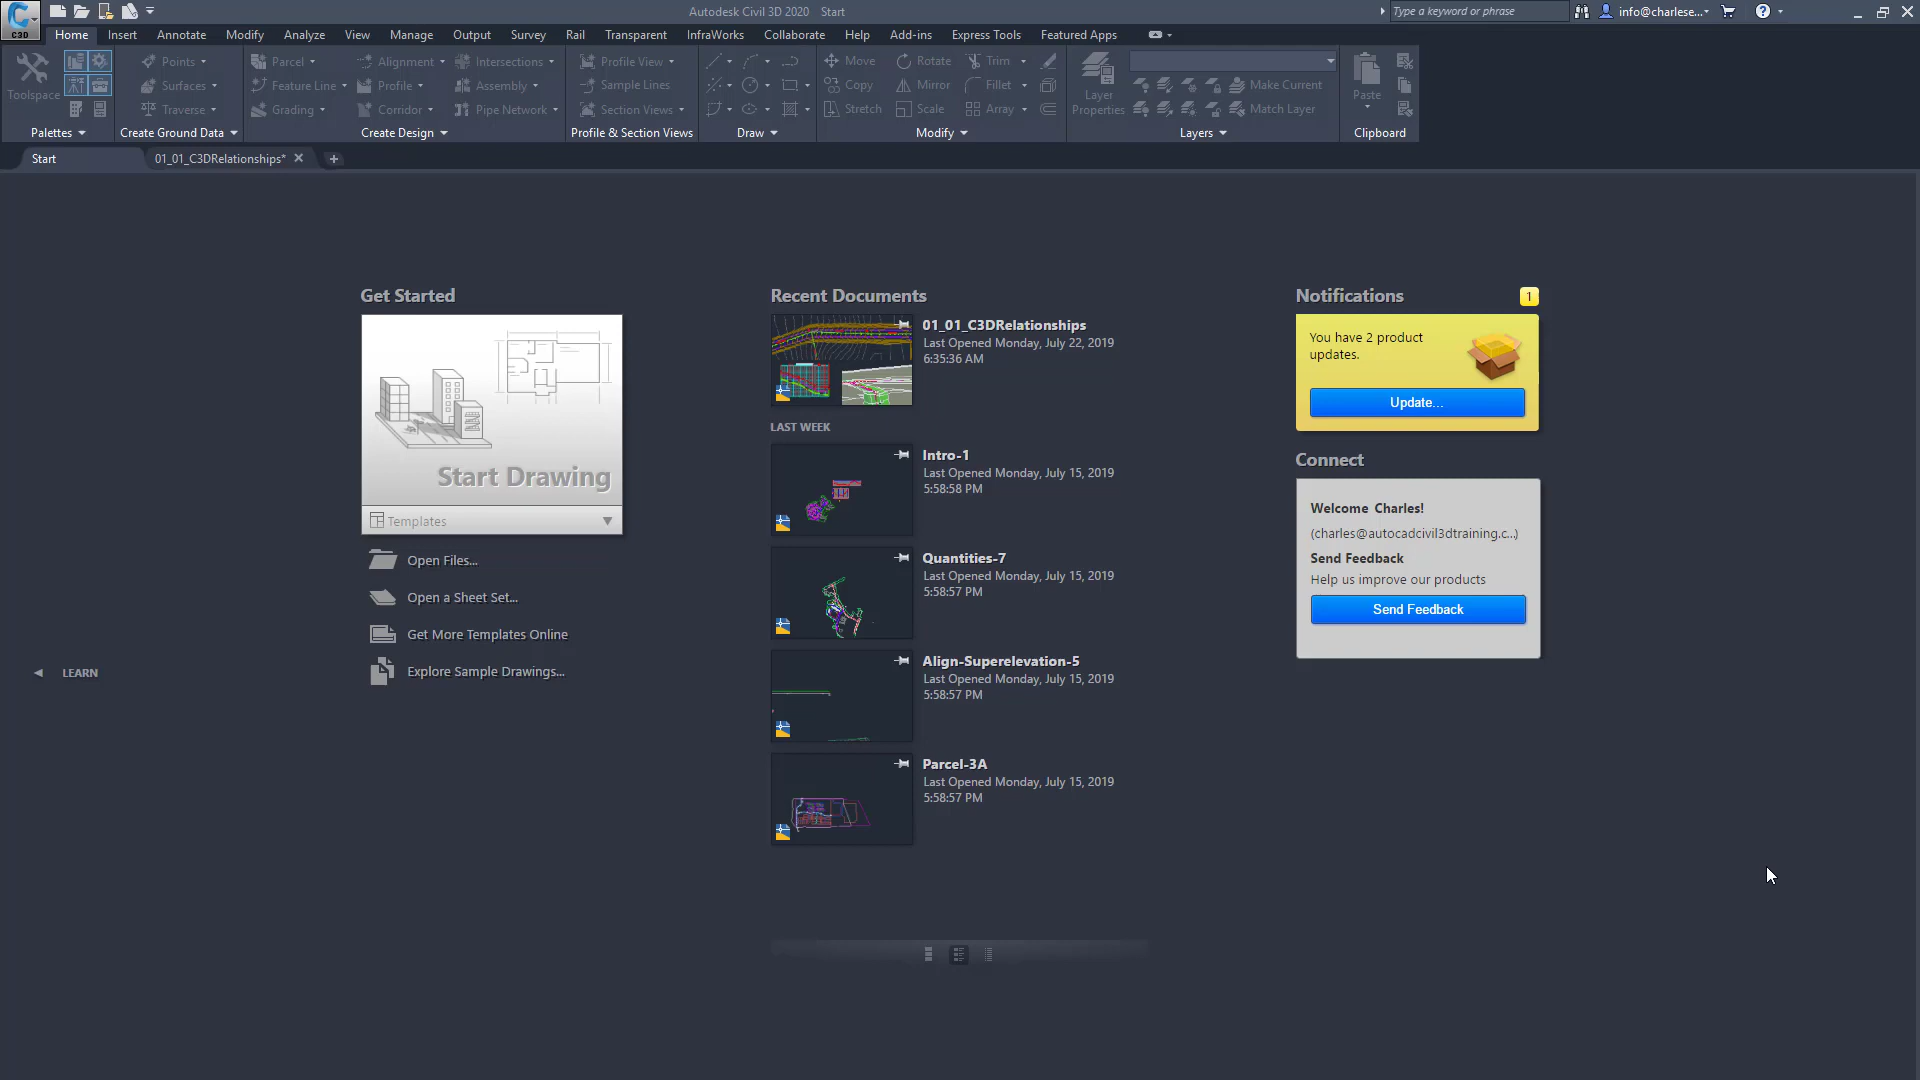 Autodesk Civil 3D 2020 Start
Type a keyword or phrase
info@charlese...
C3D
Home Insert Annotate Modify Analyze View Manage Output Survey Rail Transparent InfraWorks Collaborate Help Add-ins Express Tools Featured Apps
Toolspace
Palettes
Points
Surfaces
Traverse
Create Ground Data
Parcel
Feature Line
Grading
Alignment
Profile
Corridor
Intersections
Assembly
Pipe Network
Create Design
Profile View
Sample Lines
Section Views
Profile & Section Views
Draw
Move
Copy
Stretch
Rotate
Mirror
Scale
Trim
Fillet
Array
Modify
Layer
Properties
Make Current
Match Layer
Layers
Paste
Clipboard
Start
01_01_C3DRelationships*
Get Started
Start Drawing
Templates
Open Files...
Open a Sheet Set...
Get More Templates Online
Explore Sample Drawings...
LEARN
Recent Documents
01_01_C3DRelationships
Last Opened Monday, July 22, 2019
6:35:36 AM
LAST WEEK
Intro-1
Last Opened Monday, July 15, 2019
5:58:58 PM
Quantities-7
Last Opened Monday, July 15, 2019
5:58:57 PM
Align-Superelevation-5
Last Opened Monday, July 15, 2019
5:58:57 PM
Parcel-3A
Last Opened Monday, July 15, 2019
5:58:57 PM
Notifications
1
You have 2 product
updates.
Update...
Connect
Welcome Charles!
(charles@autocadcivil3dtraining.c...)
Send Feedback
Help us improve our products
Send Feedback